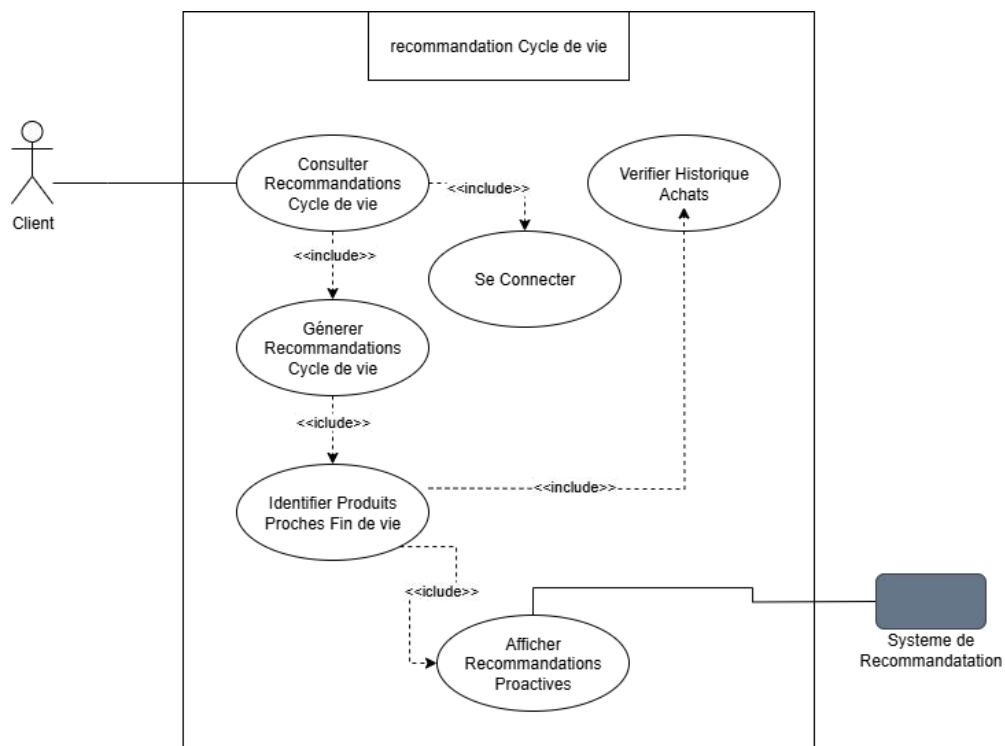 recommandation Cycle de vie
Client
Consulter
Recommandations
Cycle de vie
<<include>>
Verifier Historique
Achats
<<include>>
Se Connecter
Génerer
Recommandations
Cycle de vie
<<iclude>>
Identifier Produits
Proches Fin de vie
<<include>>
<<iclude>>
Afficher
Recommandations
Proactives
Systeme de
Recommandatation